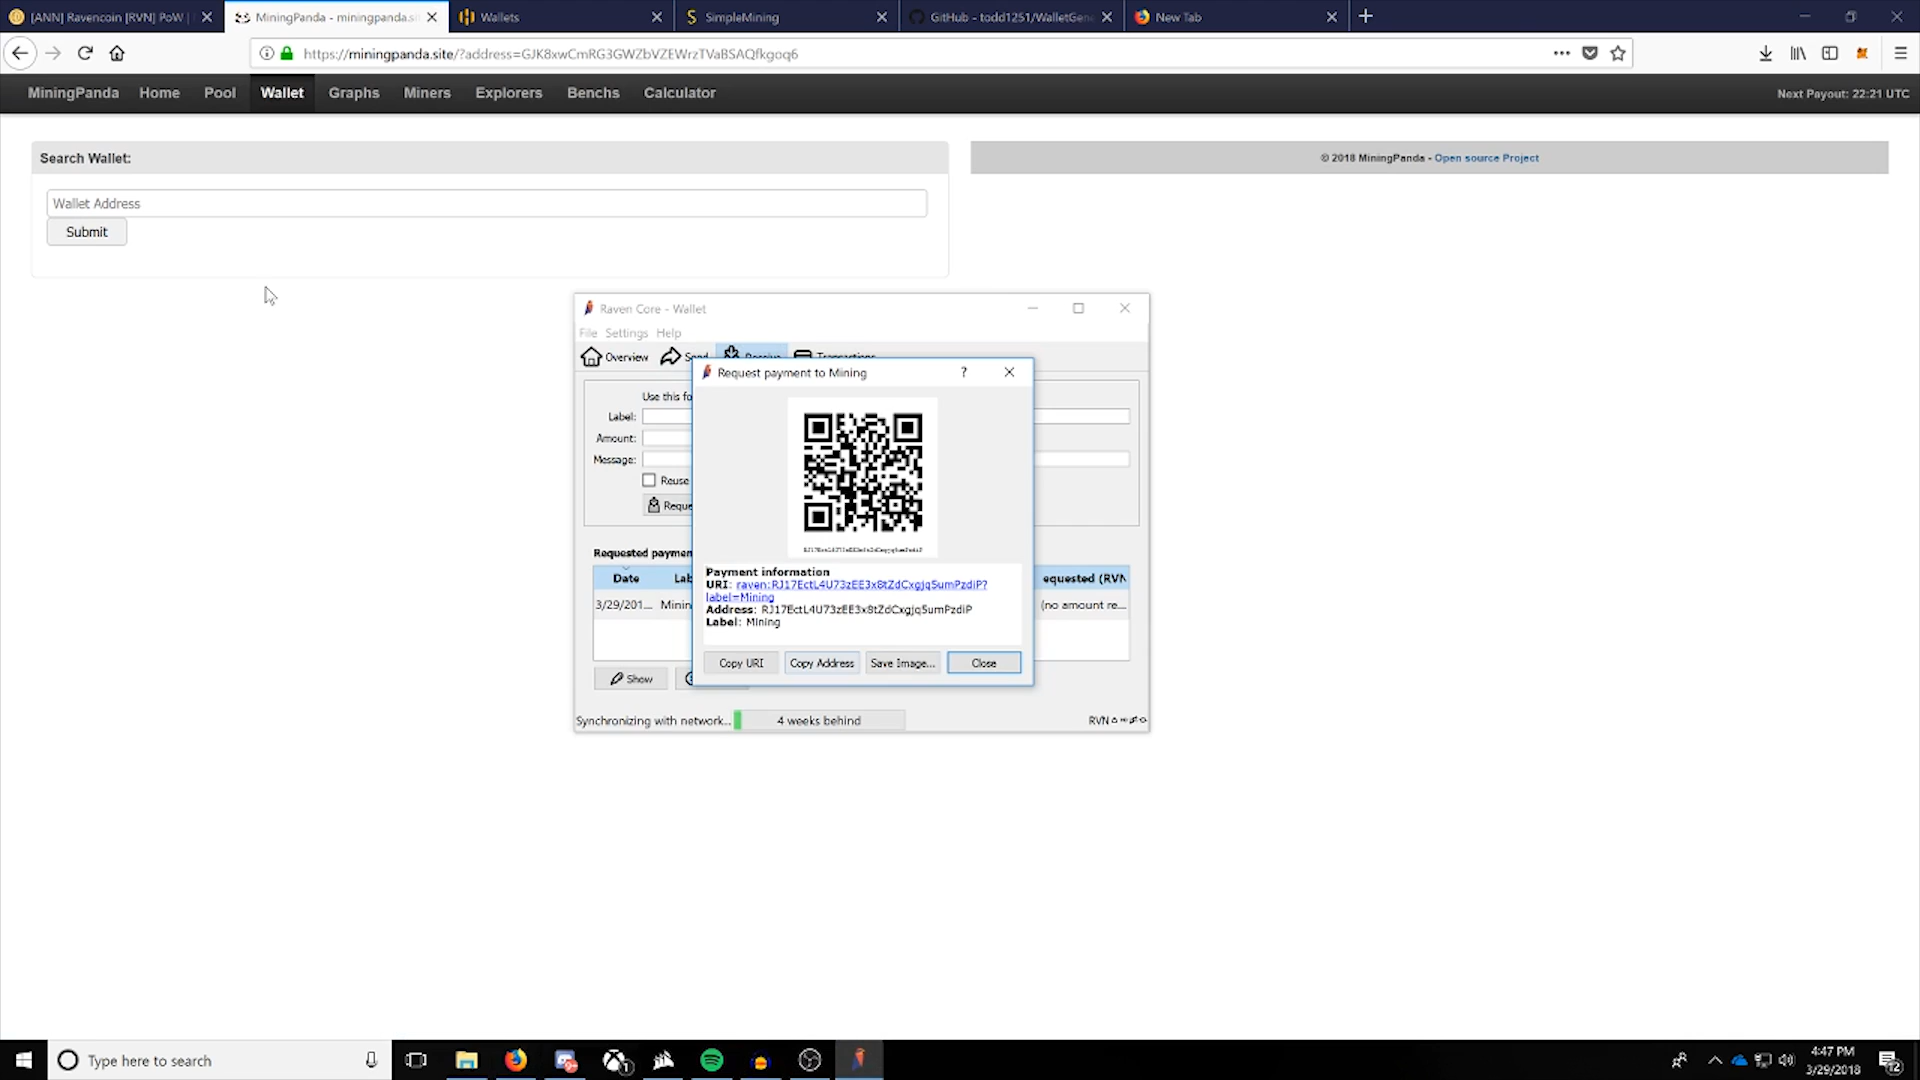 [ANN] Ravencoin [RVN] PoW |
MiningPanda - miningpanda.si
Wallets
SimpleMining
GitHub - todd1251/WalletGen
New Tab
https://miningpanda.site/?address=GJK8xwCmRG3GWZbVZEWrzTVaBSAQfkgoq6
MiningPanda Home Pool Wallet Graphs Miners Explorers Benchs Calculator
Next Payout: 22:21 UTC
Search Wallet:
© 2018 MiningPanda - Open source Project
Wallet Address
Submit
Raven Core - Wallet
File Settings Help
Overview Send Receive Transactions
Request payment to Mining
?
Use this fo
Label:
Amount:
Message:
Reuse
Reque
Requested paymen
Date Lab equested (RVN
3/29/201... Minin (no amount re...
Payment information
URI: raven:RJ17EctL4U73zEE3x8tZdCxgjq5umPzdiP?
label=Mining
Address: RJ17EctL4U73zEE3x8tZdCxgjq5umPzdiP
Label: Mining
Copy URI Copy Address Save Image... Close
Show
Synchronizing with network... 4 weeks behind RVN
Type here to search
1
4:47 PM
3/29/2018
12